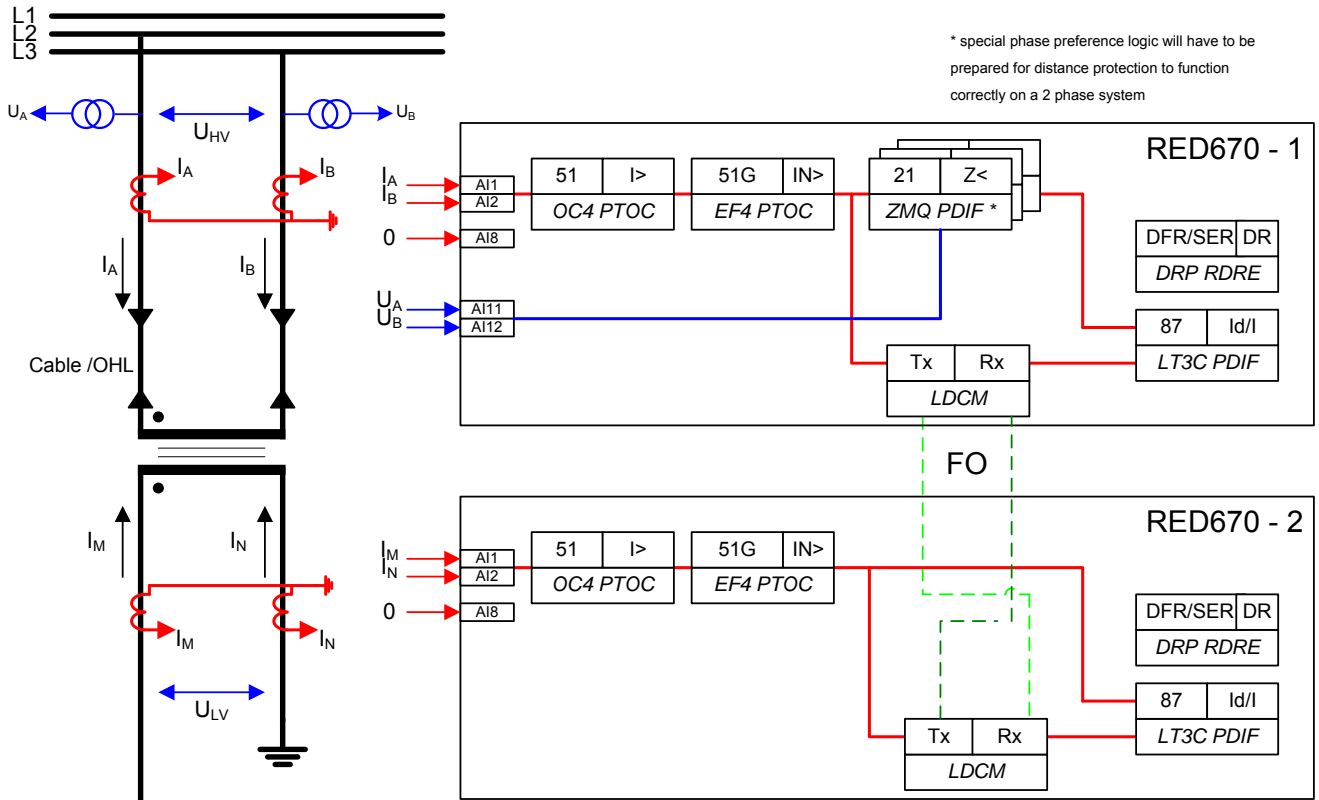 L1
L2
L3
* special phase preference logic will have to be
prepared for distance protection to function
correctly on a 2 phase system
UA
UHV
UB
IA
IB
IA
IB
Cable /OHL
IM
IN
IM
IN
ULV
RED670 - 1
IA
IB
AI1
AI2
0
AI8
UA
UB
AI11
AI12
51 I>
OC4 PTOC
51G IN>
EF4 PTOC
21 Z<
ZMQ PDIF *
DFR/SER DR
DRP RDRE
87 Id/I
LT3C PDIF
Tx Rx
LDCM
FO
RED670 - 2
IM
IN
AI1
AI2
0
AI8
51 I>
OC4 PTOC
51G IN>
EF4 PTOC
DFR/SER DR
DRP RDRE
87 Id/I
LT3C PDIF
Tx Rx
LDCM